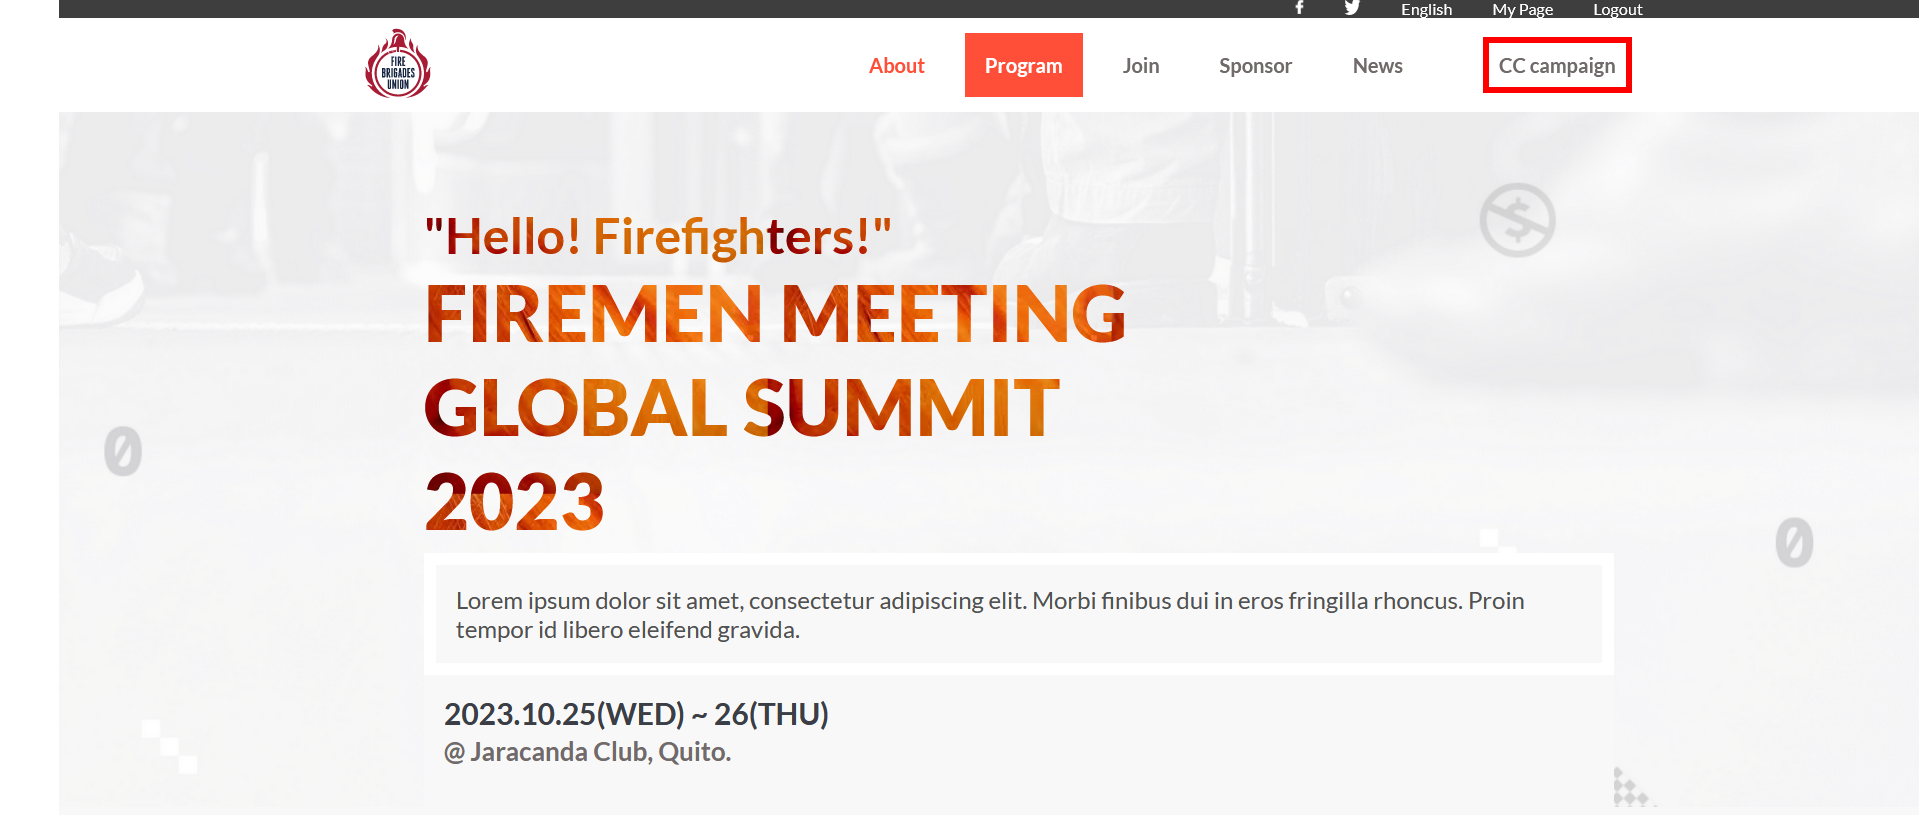 English My Page Logout
FIRE
BRIGADES
UNION
About Program Join Sponsor News CC campaign
"Hello! Firefighters!"
FIREMEN MEETING
GLOBAL SUMMIT
2023
0
0
Lorem ipsum dolor sit amet, consectetur adipiscing elit. Morbi finibus dui in eros fringilla rhoncus. Proin
tempor id libero eleifend gravida.
2023.10.25(WED) ~ 26(THU)
@ Jaracanda Club, Quito.